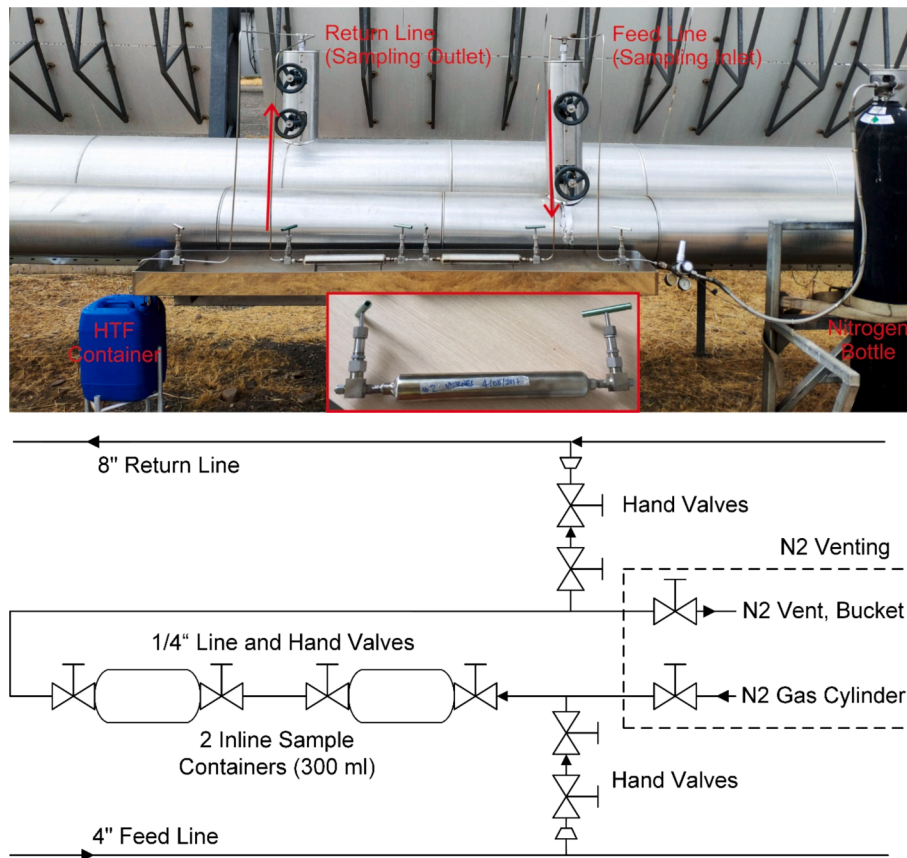 Return Line
(Sampling Outlet)
Feed Line
(Sampling Inlet)
HTF
Container
Nitrogen
Bottle
8" Return Line
Hand Valves
N2 Venting
N2 Vent, Bucket
1/4“ Line and Hand Valves
N2 Gas Cylinder
2 Inline Sample
Containers (300 ml)
Hand Valves
4" Feed Line